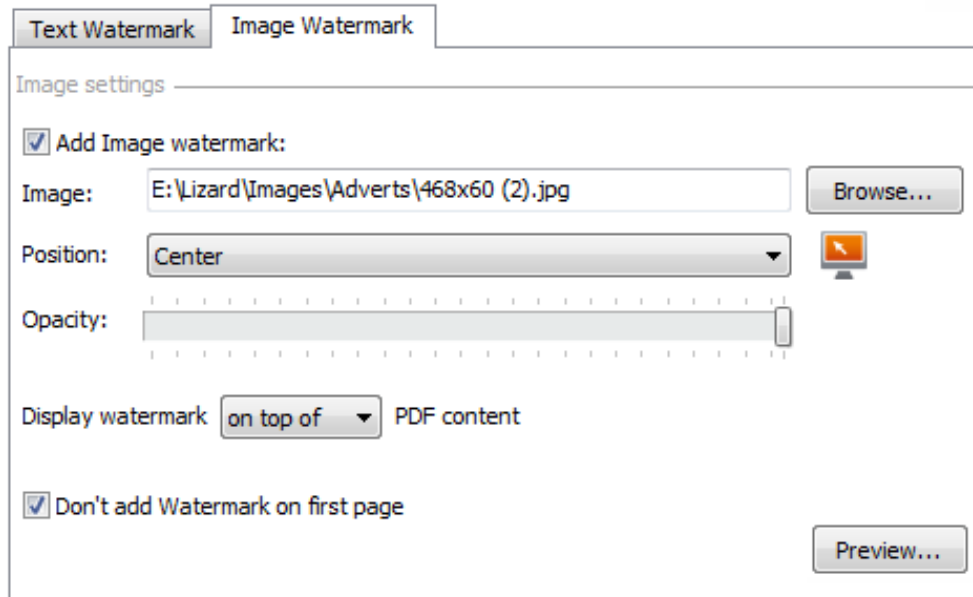 Text Watermark Image Watermark
Image settings
Add Image watermark:
Image: E:\Lizard\Images\Adverts\468x60 (2).jpg Browse...
Position: Center
Opacity:
Display watermark on top of PDF content
Don't add Watermark on first page
Preview...